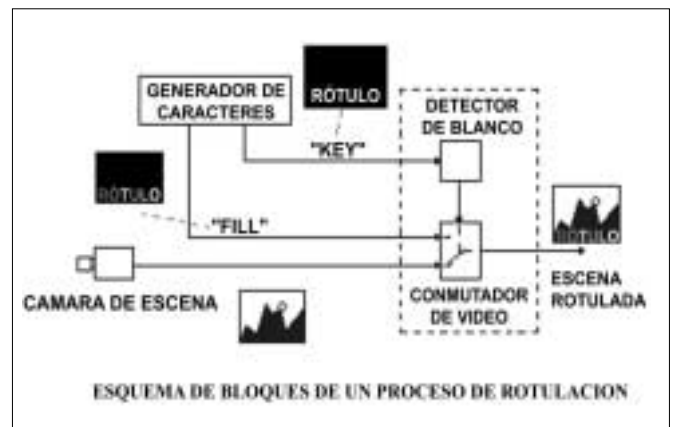 GENERADOR DE
CARACTERES
RÓTULO
DETECTOR
DE BLANCO
"KEY"
RÓTULO
"FILL"
RÓTULO
CAMARA DE ESCENA
CONMUTADOR
DE VIDEO
ESCENA
ROTULADA
ESQUEMA DE BLOQUES DE UN PROCESO DE ROTULACION